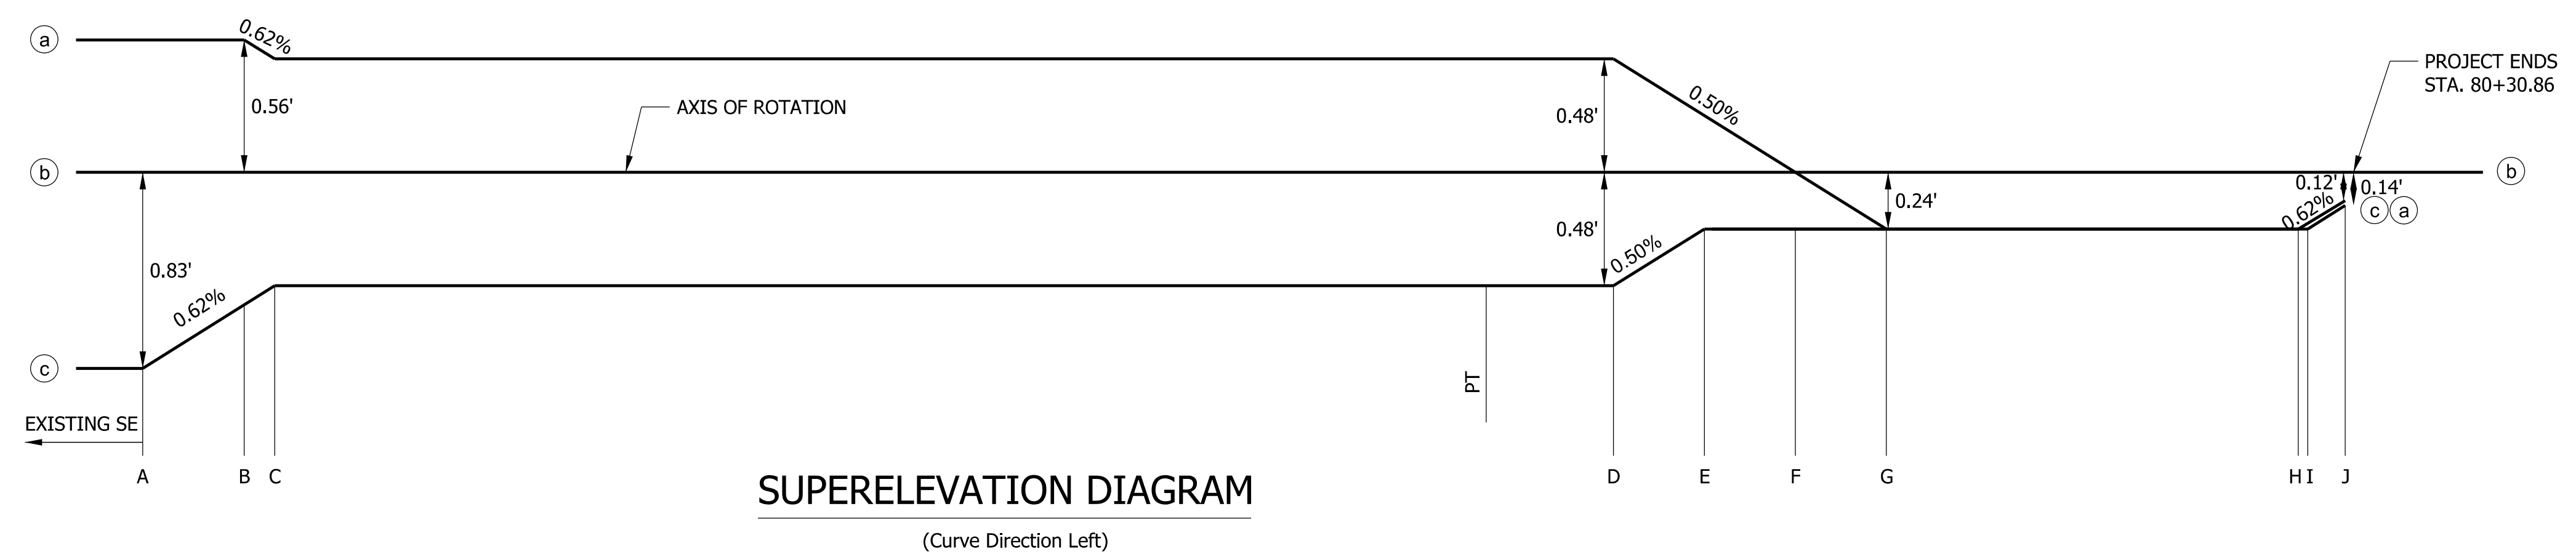 a
0.62%
0.56'
AXIS OF ROTATION
0.48'
0.50%
PROJECT ENDS
STA. 80+30.86
b
b
0.83'
0.62%
0.48'
0.50%
0.24'
0.12'
0.14'
0.62%
c a
c
PT
EXISTING SE
A B C D E F G H I J
SUPERELEVATION DIAGRAM
(Curve Direction Left)